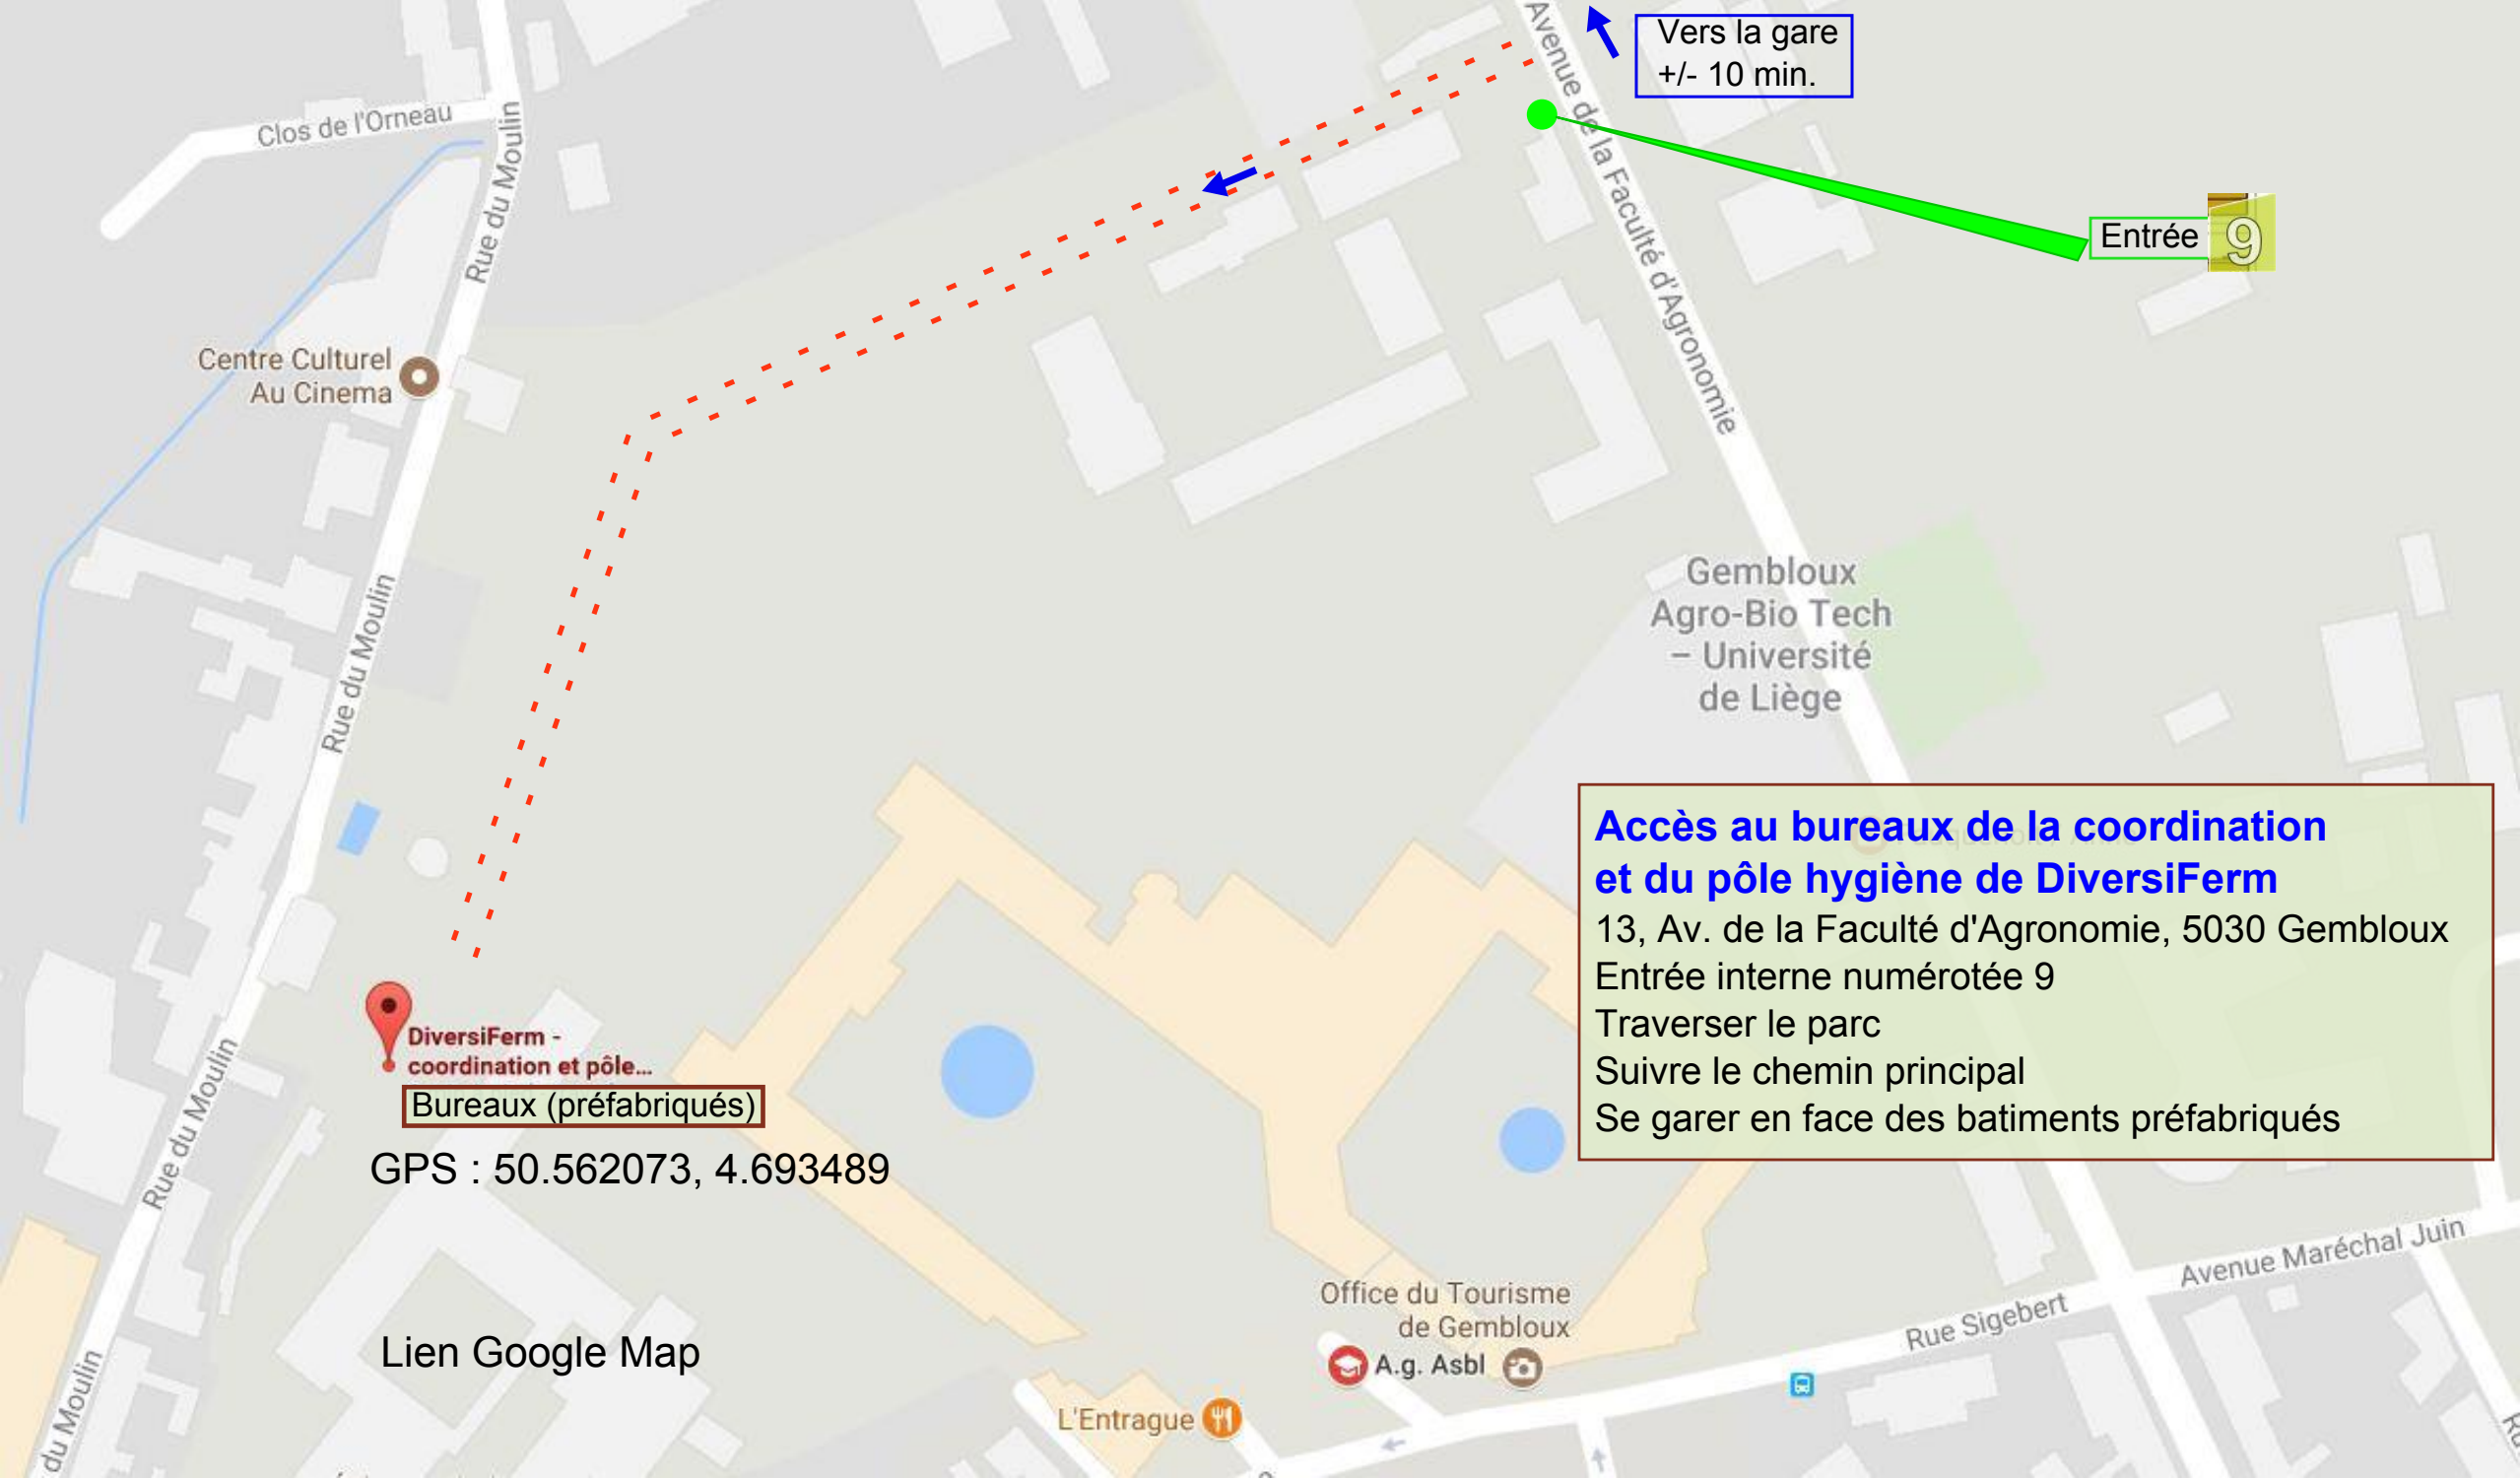 Vers la gare
+/- 10 min.
Avenue de la Faculté d'Agronomie
Clos de l'Orneau
Rue du Moulin
Entrée 9
Centre Culturel
Au Cinema
Rue du Moulin
Gembloux
Agro-Bio Tech
– Université
de Liège
Accès au bureaux de la coordination
et du pôle hygiène de DiversiFerm
13, Av. de la Faculté d'Agronomie, 5030 Gembloux
Entrée interne numérotée 9
Traverser le parc
Suivre le chemin principal
Se garer en face des batiments préfabriqués
DiversiFerm -
coordination et pôle...
Bureaux (préfabriqués)
GPS : 50.562073, 4.693489
Rue du Moulin
Avenue Maréchal Juin
Rue Sigebert
Office du Tourisme
de Gembloux
A.g. Asbl
Lien Google Map
L'Entrague
du Moulin